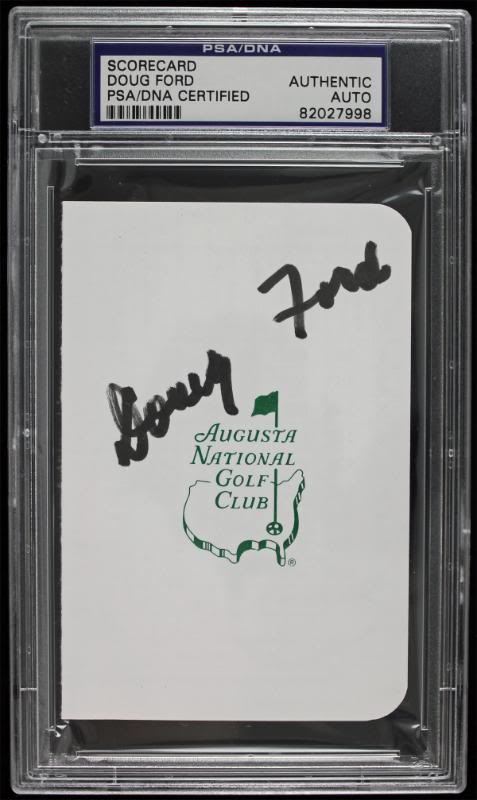 PSA/DNA
SCORECARD
DOUG FORD
PSA/DNA CERTIFIED
AUTHENTIC
AUTO
82027998
Doug Ford
AUGUSTA
NATIONAL
GOLF
CLUB
®